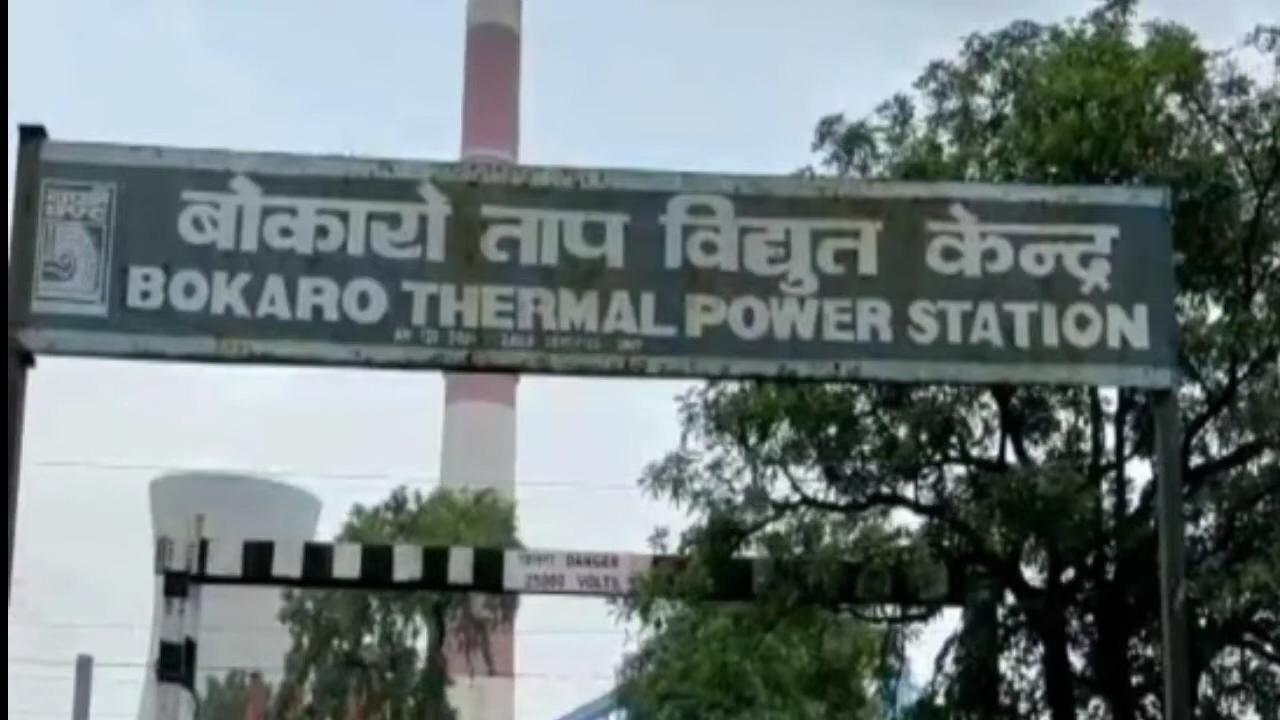 बोकारो ताप विद्युत केन्द्र
BOKARO THERMAL POWER STATION
DANGER
25000 VOLTS